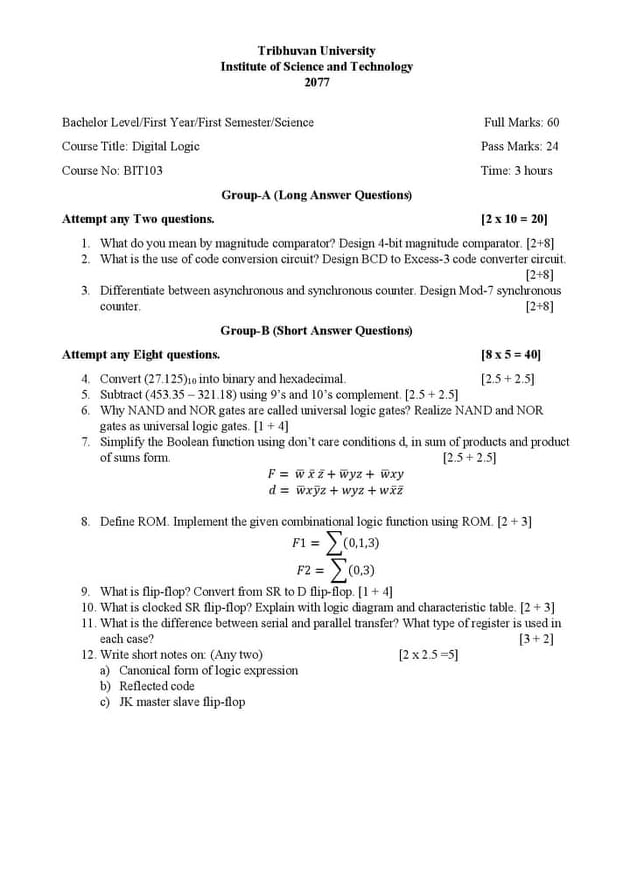 Tribhuvan University
Institute of Science and Technology
2077
Bachelor Level/First Year/First Semester/Science Full Marks: 60
Course Title: Digital Logic Pass Marks: 24
Course No: BIT103 Time: 3 hours
Group-A (Long Answer Questions)
Attempt any Two questions. [2 x 10 = 20]
1. What do you mean by magnitude comparator? Design 4-bit magnitude comparator. [2+8]
2. What is the use of code conversion circuit? Design BCD to Excess-3 code converter circuit.
[2+8]
3. Differentiate between asynchronous and synchronous counter. Design Mod-7 synchronous
counter. [2+8]
Group-B (Short Answer Questions)
Attempt any Eight questions. [8 x 5 = 40]
4. Convert (27.125)₁₀ into binary and hexadecimal. [2.5 + 2.5]
5. Subtract (453.35 – 321.18) using 9’s and 10’s complement. [2.5 + 2.5]
6. Why NAND and NOR gates are called universal logic gates? Realize NAND and NOR
gates as universal logic gates. [1 + 4]
7. Simplify the Boolean function using don’t care conditions d, in sum of products and product
of sums form. [2.5 + 2.5]
F = w̅ x̅ z̅ + w̅yz + w̅xy
d = w̅xy̅z + wyz + wx̅z̅
8. Define ROM. Implement the given combinational logic function using ROM. [2 + 3]
F1 = ∑(0,1,3)
F2 = ∑(0,3)
9. What is flip-flop? Convert from SR to D flip-flop. [1 + 4]
10. What is clocked SR flip-flop? Explain with logic diagram and characteristic table. [2 + 3]
11. What is the difference between serial and parallel transfer? What type of register is used in
each case? [3 + 2]
12. Write short notes on: (Any two) [2 x 2.5 =5]
a) Canonical form of logic expression
b) Reflected code
c) JK master slave flip-flop